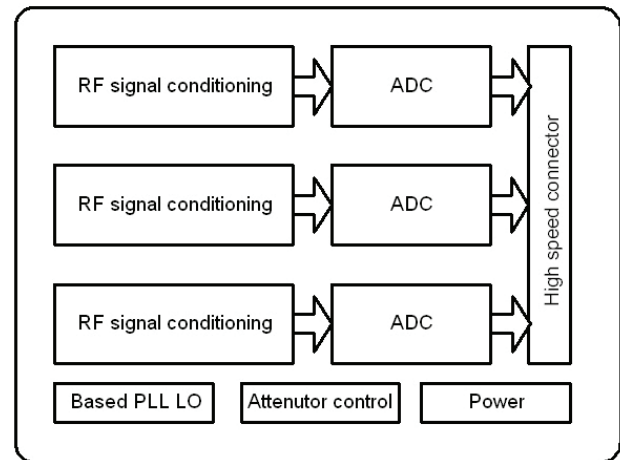 RF signal conditioning
ADC
RF signal conditioning
ADC
RF signal conditioning
ADC
High speed connector
Based PLL LO
Attenutor control
Power